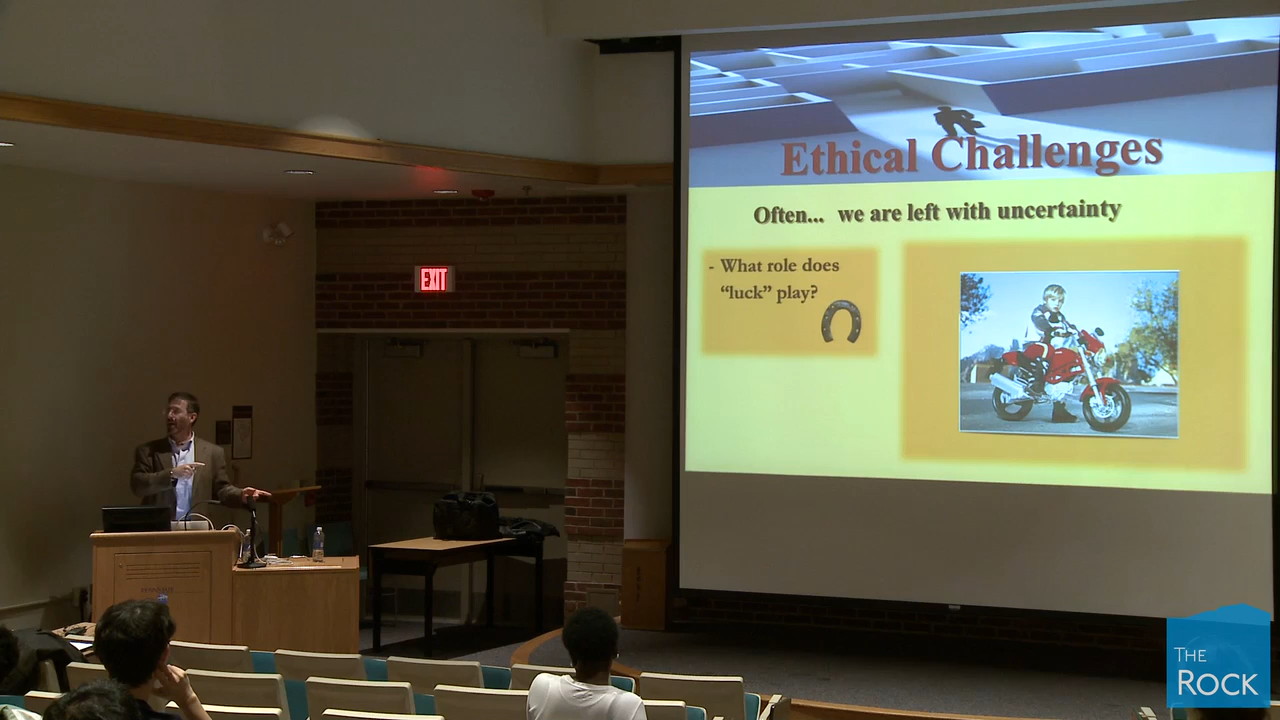 Ethical Challenges
Often... we are left with uncertainty
- What role does
“luck” play?
EXIT
THE
ROCK